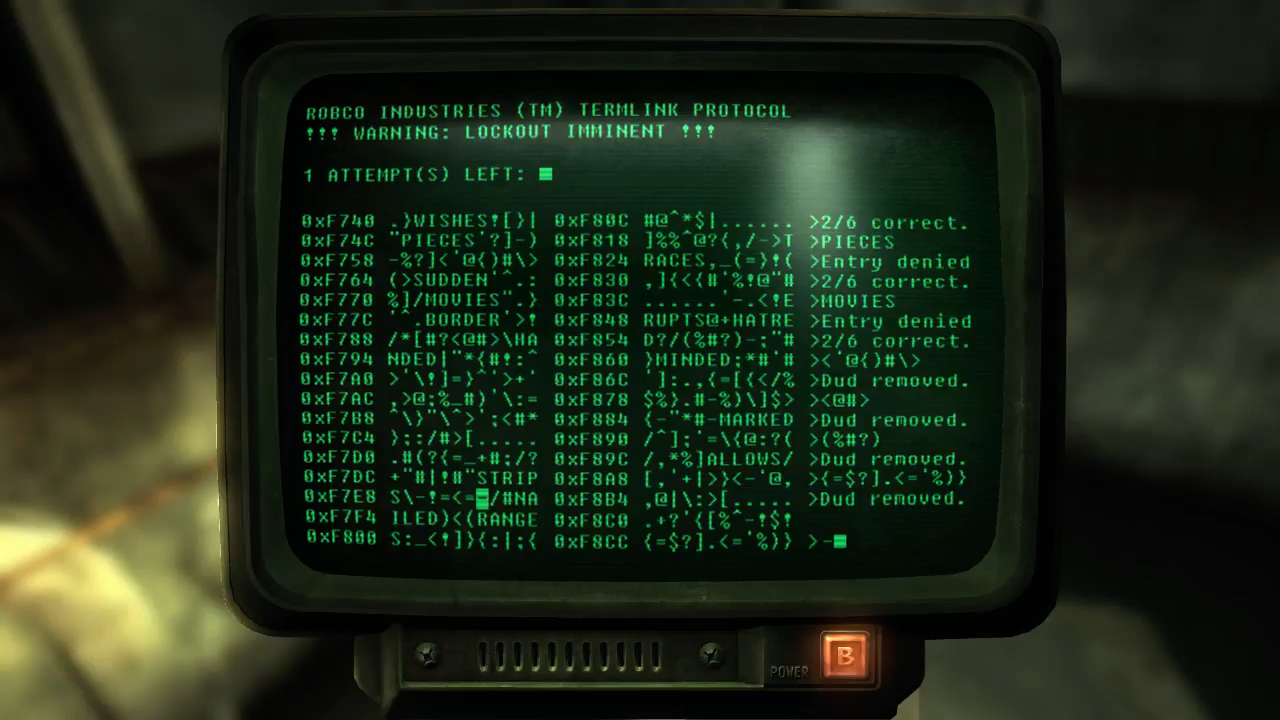 ROBCO INDUSTRIES (TM) TERMLINK PROTOCOL
!!! WARNING: LOCKOUT IMMINENT !!!
1 ATTEMPT(S) LEFT: ■
0xF740 .}WISHES![}| 0xF80C #@^*$|...... >2/6 correct.
0xF74C "PIECES'?]-) 0xF818 ]%%^@?{,/->T >PIECES
0xF758 -%?]<'@{)#\> 0xF824 RACES,_(=}!( >Entry denied
0xF764 (>SUDDEN'^.: 0xF830 ,]{<<{#'%!@"# >2/6 correct.
0xF770 %]/MOVIES".} 0xF83C ......'-.<!E >MOVIES
0xF77C '^.BORDER'>! 0xF848 RUPTS@+HATRE >Entry denied
0xF788 /*[#?<@#>\HA 0xF854 D?/(%#?)-;"# >2/6 correct.
0xF794 NDED|"*{#!:^ 0xF860 }MINDED;*#'# ><'@{)#\>
0xF7A0 >'\!]=}^'>+' 0xF86C ']:.,{=[{</% >Dud removed.
0xF7AC .>@;%_#)'\:= 0xF878 $%}.#-%)\]$> ><@#>
0xF7B8 ^\}"\^>';<#* 0xF884 {-"*#-MARKED >Dud removed.
0xF7C4 };:/#>[..... 0xF890 /^];'=\{@:?( >(%#?)
0xF7D0 .#(?{=_+#;/? 0xF89C /,*%]ALLOWS/ >Dud removed.
0xF7DC +"#|!#"STRIP 0xF8A8 [,'+|>}<-'@, >{=$?].<='%)}
0xF7E8 S\-!=<=-/#NA 0xF8B4 ,@|\:>[..... >Dud removed.
0xF7F4 ILED)<(RANGE 0xF8C0 .+?'{[%^-!$!
0xF800 S:_<!]}{:|;{ 0xF8CC {=$?].<='%)} >-■
POWER
B